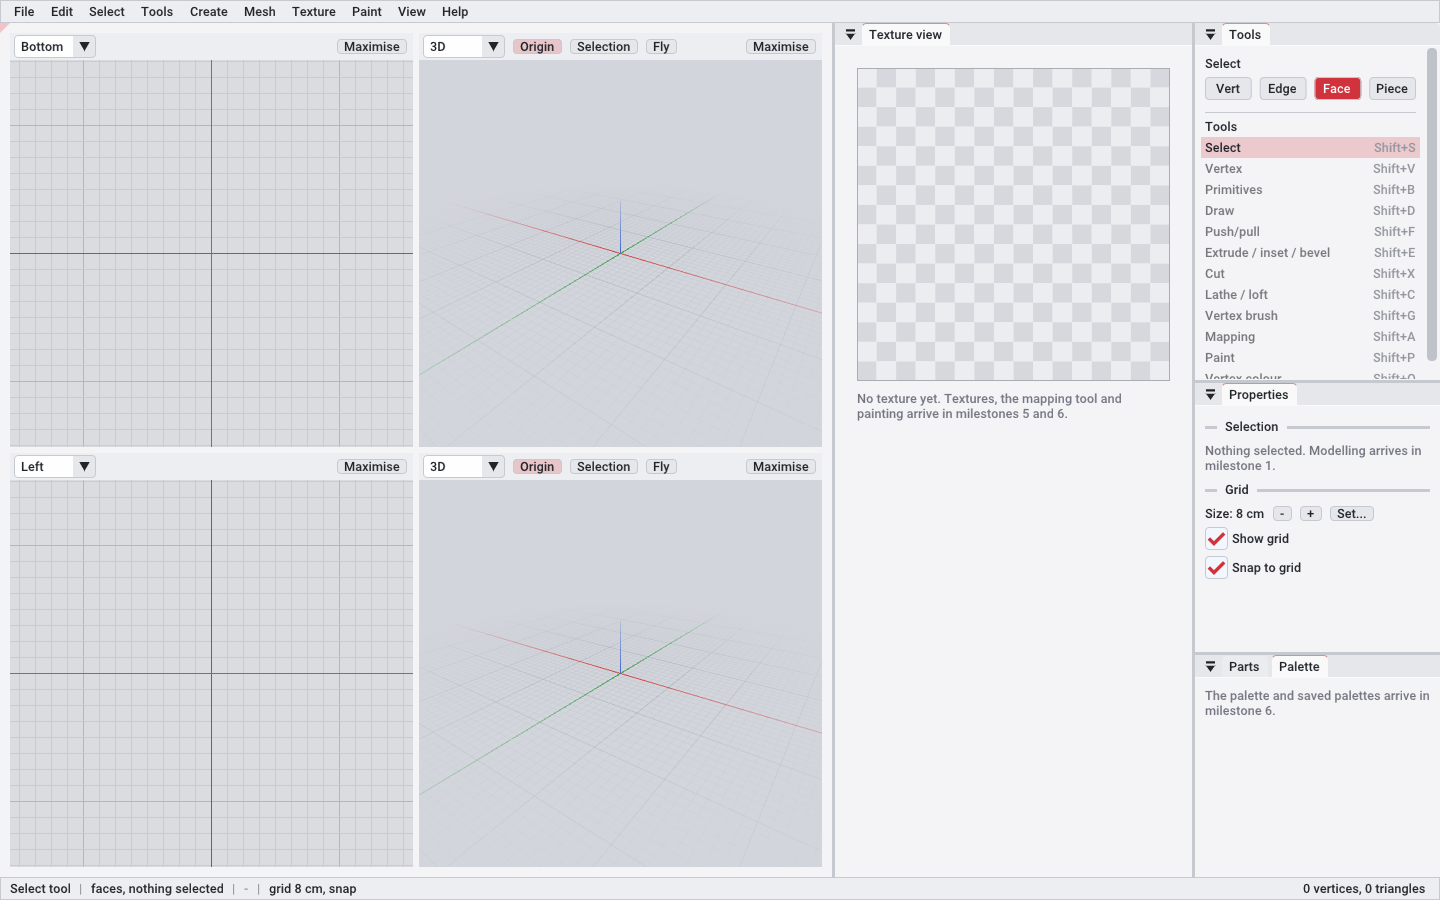 File Edit Select Tools Create Mesh Texture Paint View Help
Bottom Maximise
3D Origin Selection Fly Maximise
Left Maximise
3D Origin Selection Fly Maximise
Texture view
No texture yet. Textures, the mapping tool and
painting arrive in milestones 5 and 6.
Tools
Select
Vert Edge Face Piece
Tools
Select Shift+S
Vertex Shift+V
Primitives Shift+B
Draw Shift+D
Push/pull Shift+F
Extrude / inset / bevel Shift+E
Cut Shift+X
Lathe / loft Shift+C
Vertex brush Shift+G
Mapping Shift+A
Paint Shift+P
Vertex colour
Properties
Selection
Nothing selected. Modelling arrives in
milestone 1.
Grid
Size: 8 cm - + Set...
Show grid
Snap to grid
Parts Palette
The palette and saved palettes arrive in
milestone 6.
Select tool | faces, nothing selected | - | grid 8 cm, snap
0 vertices, 0 triangles